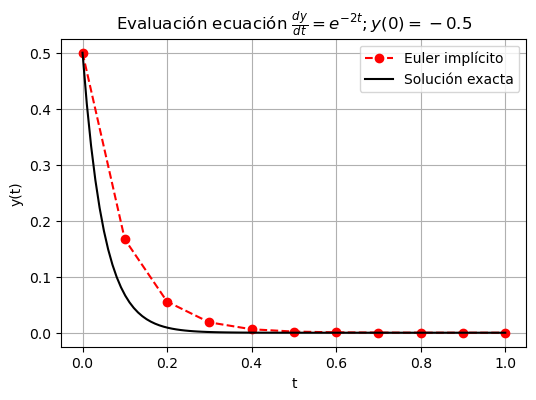 Evaluación ecuación $\frac{dy}{dt} = e^{-2t}; y(0) = -0.5$
Euler implícito
Solución exacta
0.5
0.4
0.3
0.2
0.1
0.0
y(t)
0.0 0.2 0.4 0.6 0.8 1.0
t